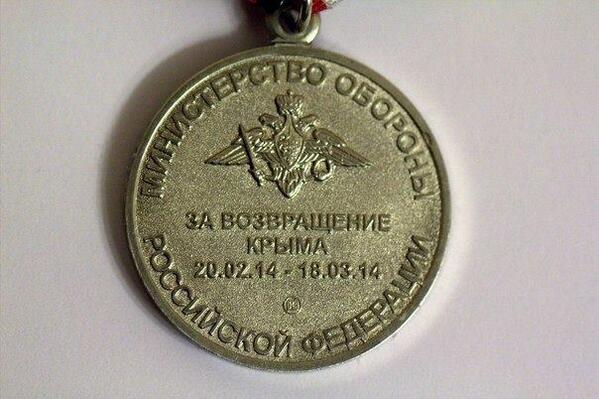 МИНИСТЕРСТВО ОБОРОНЫ
ЗА ВОЗВРАЩЕНИЕ
КРЫМА
20.02.14 - 18.03.14
РОССИЙСКОЙ ФЕДЕРАЦИИ